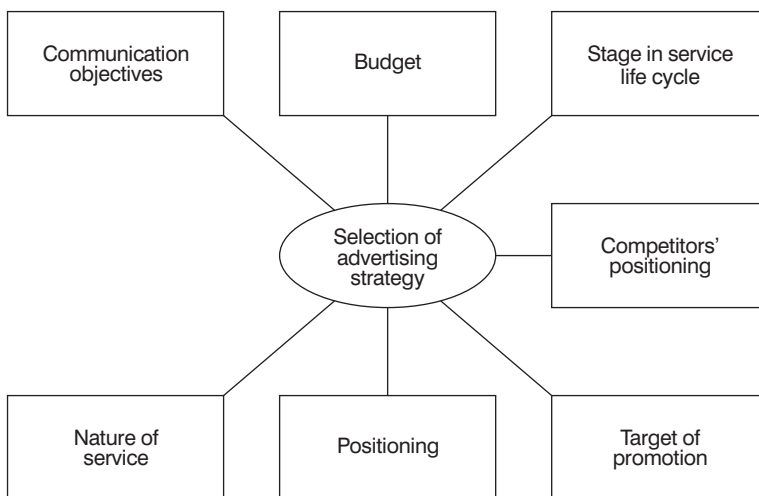 Communication
objectives
Budget
Stage in service
life cycle
Selection of
advertising
strategy
Competitors’
positioning
Nature of
service
Positioning
Target of
promotion